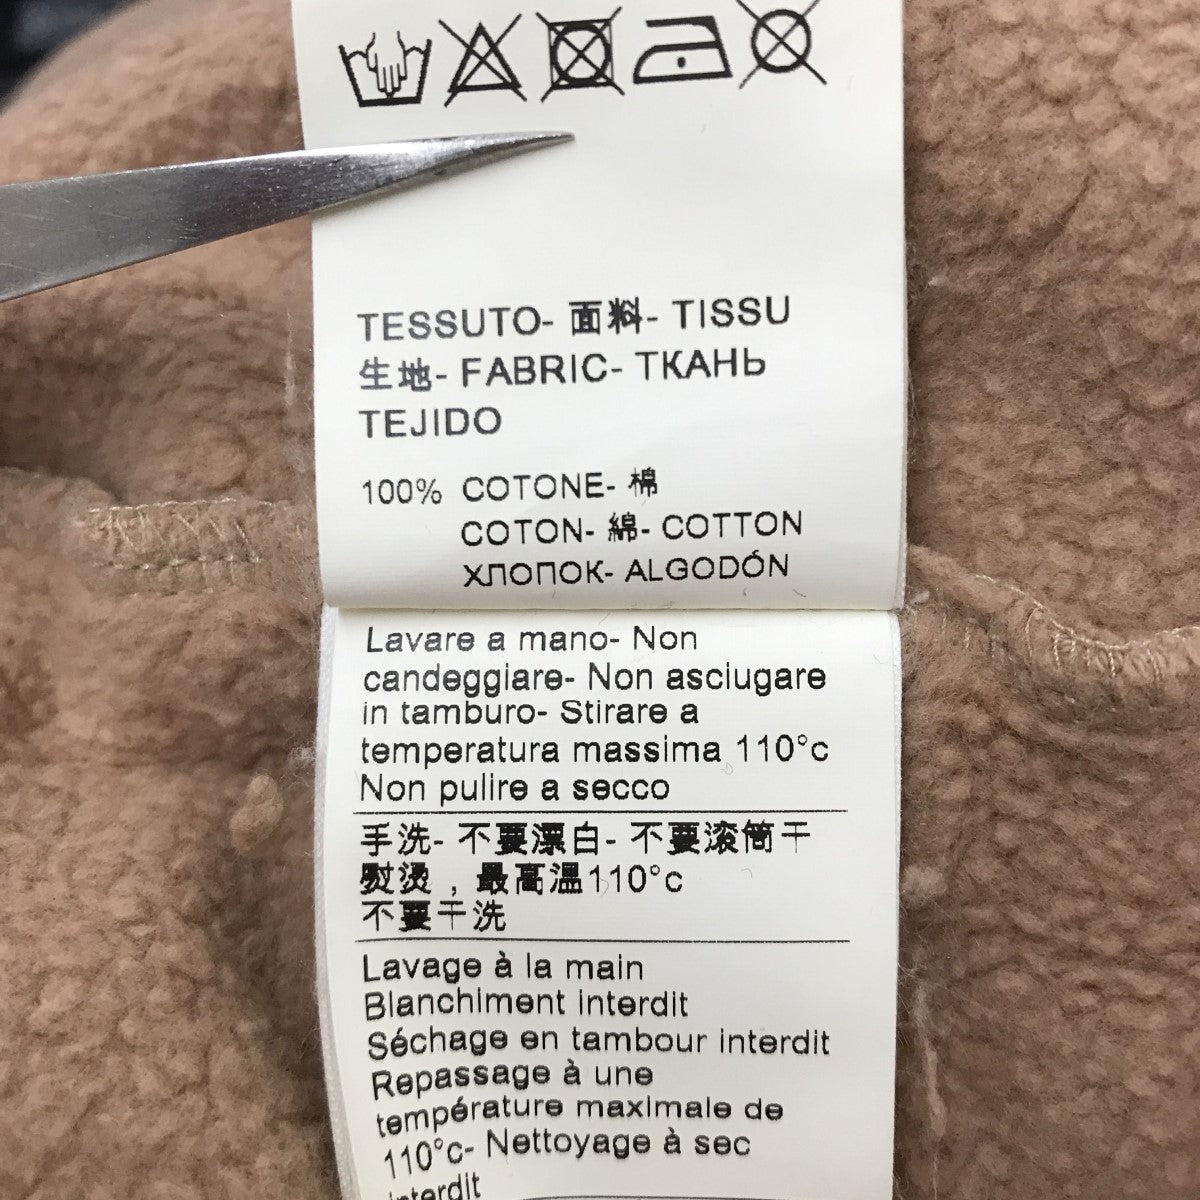 TESSUTO- 面料- TISSU
生地- FABRIC- ТКАНЬ
TEJIDO
100% COTONE- 棉
COTON- 綿- COTTON
ХЛОПОК- ALGODÓN
Lavare a mano- Non
candeggiare- Non asciugare
in tamburo- Stirare a
temperatura massima 110°c
Non pulire a secco
手洗- 不要漂白- 不要滚筒干
熨烫，最高温110°c
不要干洗
Lavage à la main
Blanchiment interdit
Séchage en tambour interdit
Repassage à une
température maximale de
110°c- Nettoyage à sec
interdit